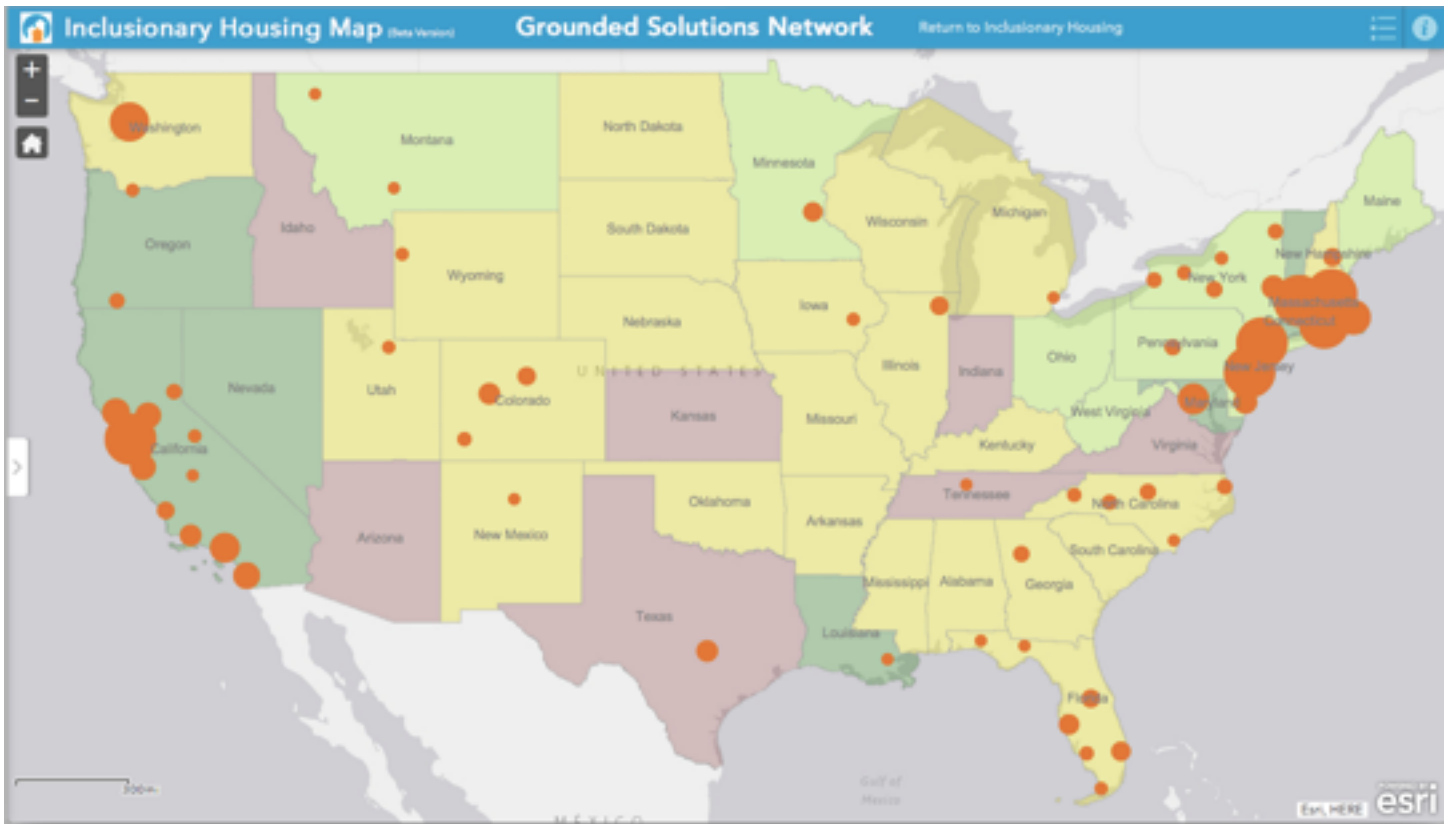 Inclusionary Housing Map (Beta Version)
Grounded Solutions Network
Return to Inclusionary Housing
+
−
Washington
Montana
North Dakota
Minnesota
Maine
Oregon
Idaho
South Dakota
Wisconsin
Michigan
New Hampshire
Wyoming
New York
Massachusetts
Connecticut
Nebraska
Iowa
Pennsylvania
Nevada
Utah
Colorado
UNITED STATES
Illinois
Indiana
Ohio
New Jersey
California
Kansas
Missouri
West Virginia
Maryland
Kentucky
Virginia
Arizona
New Mexico
Oklahoma
Arkansas
Tennessee
North Carolina
South Carolina
Texas
Louisiana
Mississippi
Alabama
Georgia
Florida
Gulf of
Mexico
MÉXICO
Esri, HERE
esri